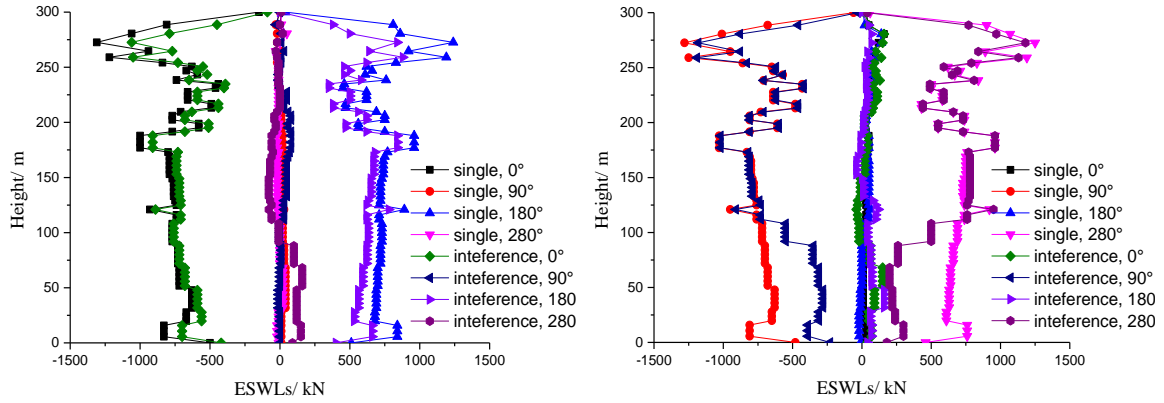 300
250
200
150
100
50
0
Height/ m
-1500
-1000
-500
0
500
1000
1500
ESWLs/ kN
single, 0°
single, 90°
single, 180°
single, 280°
inteference, 0°
inteference, 90°
inteference, 180
inteference, 280
300
250
200
150
100
50
0
Height/ m
-1500
-1000
-500
0
500
1000
1500
ESWLs/ kN
single, 0°
single, 90°
single, 180°
single, 280°
inteference, 0°
inteference, 90°
inteference, 180
inteference, 280